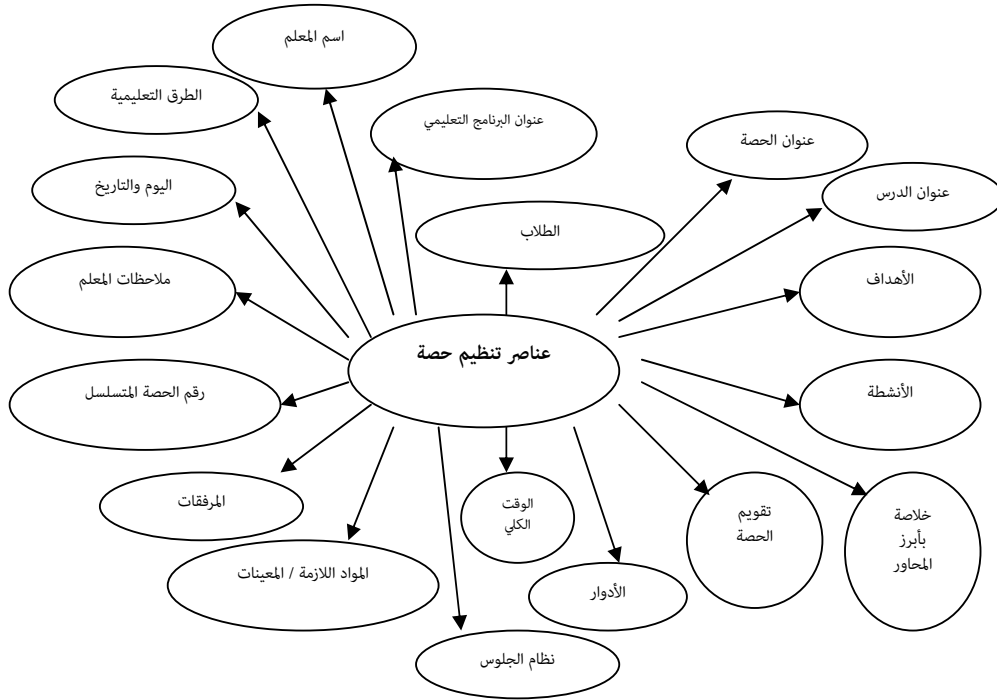 اسم المعلم
الطرق التعليمية
عنوان البرنامج التعليمي
عنوان الحصة
اليوم والتاريخ
عنوان الدرس
الطلاب
ملاحظات المعلم
الأهداف
عناصر تنظيم حصة
رقم الحصة المتسلسل
الأنشطة
المرفقات
الوقت
الكلي
تقويم
الحصة
خلاصة
بأبرز
المحاور
المواد اللازمة / المعينات
الأدوار
نظام الجلوس